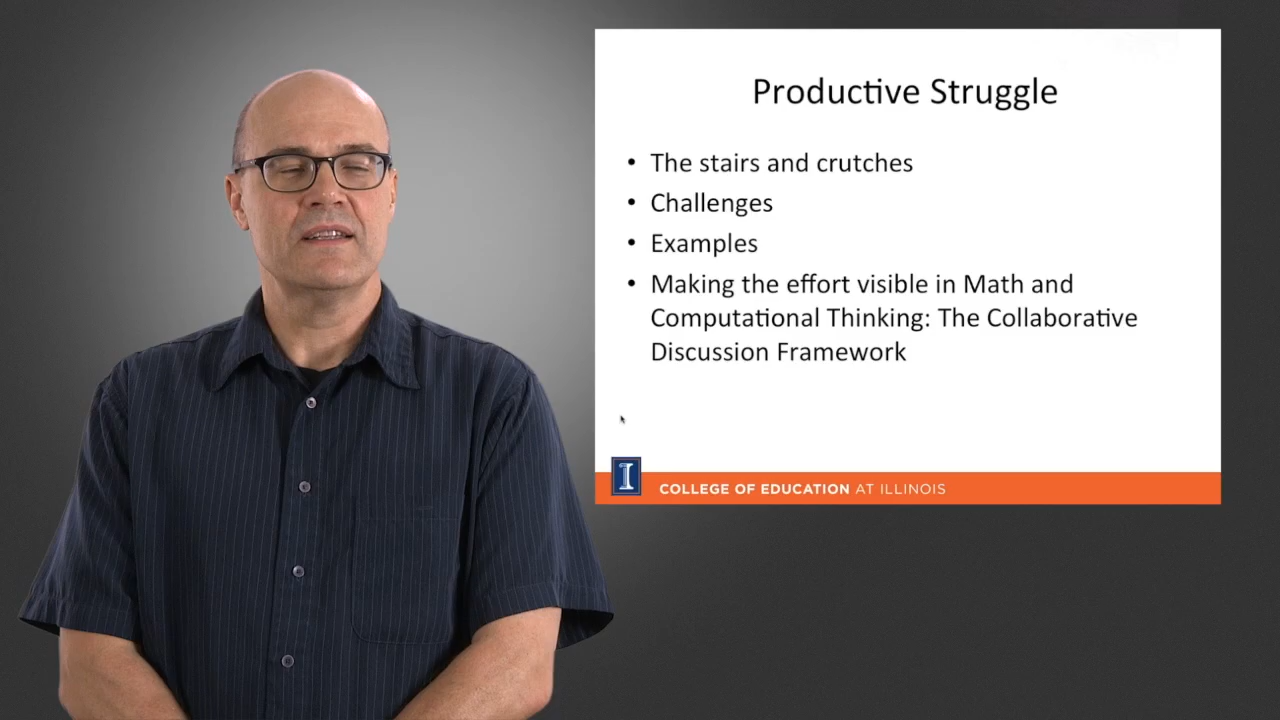 Productive Struggle
• The stairs and crutches
• Challenges
• Examples
• Making the effort visible in Math and
Computational Thinking: The Collaborative
Discussion Framework
I
COLLEGE OF EDUCATION AT ILLINOIS